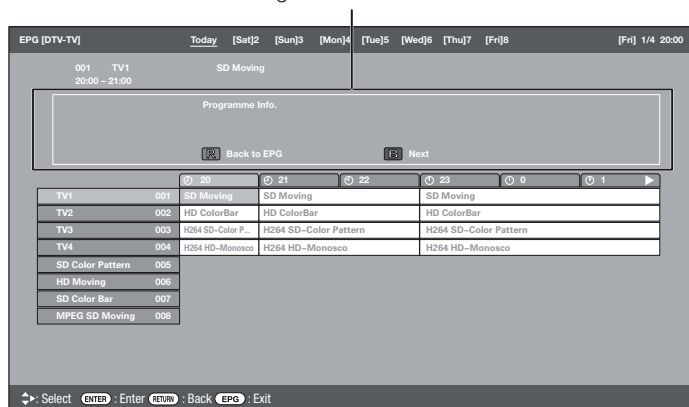 EPG [DTV-TV] Today [Sat]2 [Sun]3 [Mon]4 [Tue]5 [Wed]6 [Thu]7 [Fri]8 [Fri] 1/4 20:00
001 TV1 SD Moving
20:00 – 21:00
Programme Info.
R Back to EPG B Next
20 21 22 23 0 1
TV1 001 SD Moving SD Moving SD Moving
TV2 002 HD ColorBar HD ColorBar HD ColorBar
TV3 003 H264 SD–Color P... H264 SD–Color Pattern H264 SD–Color Pattern
TV4 004 H264 HD–Monosco H264 HD–Monosco H264 HD–Monosco
SD Color Pattern 005
HD Moving 006
SD Color Bar 007
MPEG SD Moving 008
: Select ENTER : Enter RETURN : Back EPG : Exit